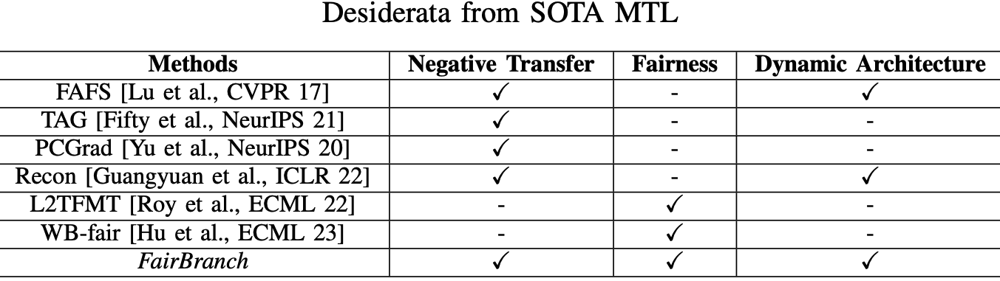 Desiderata from SOTA MTL
Methods Negative Transfer Fairness Dynamic Architecture
FAFS [Lu et al., CVPR 17] ✓ - ✓
TAG [Fifty et al., NeurIPS 21] ✓ - -
PCGrad [Yu et al., NeurIPS 20] ✓ - -
Recon [Guangyuan et al., ICLR 22] ✓ - ✓
L2TFMT [Roy et al., ECML 22] - ✓ -
WB-fair [Hu et al., ECML 23] - ✓ -
FairBranch ✓ ✓ ✓